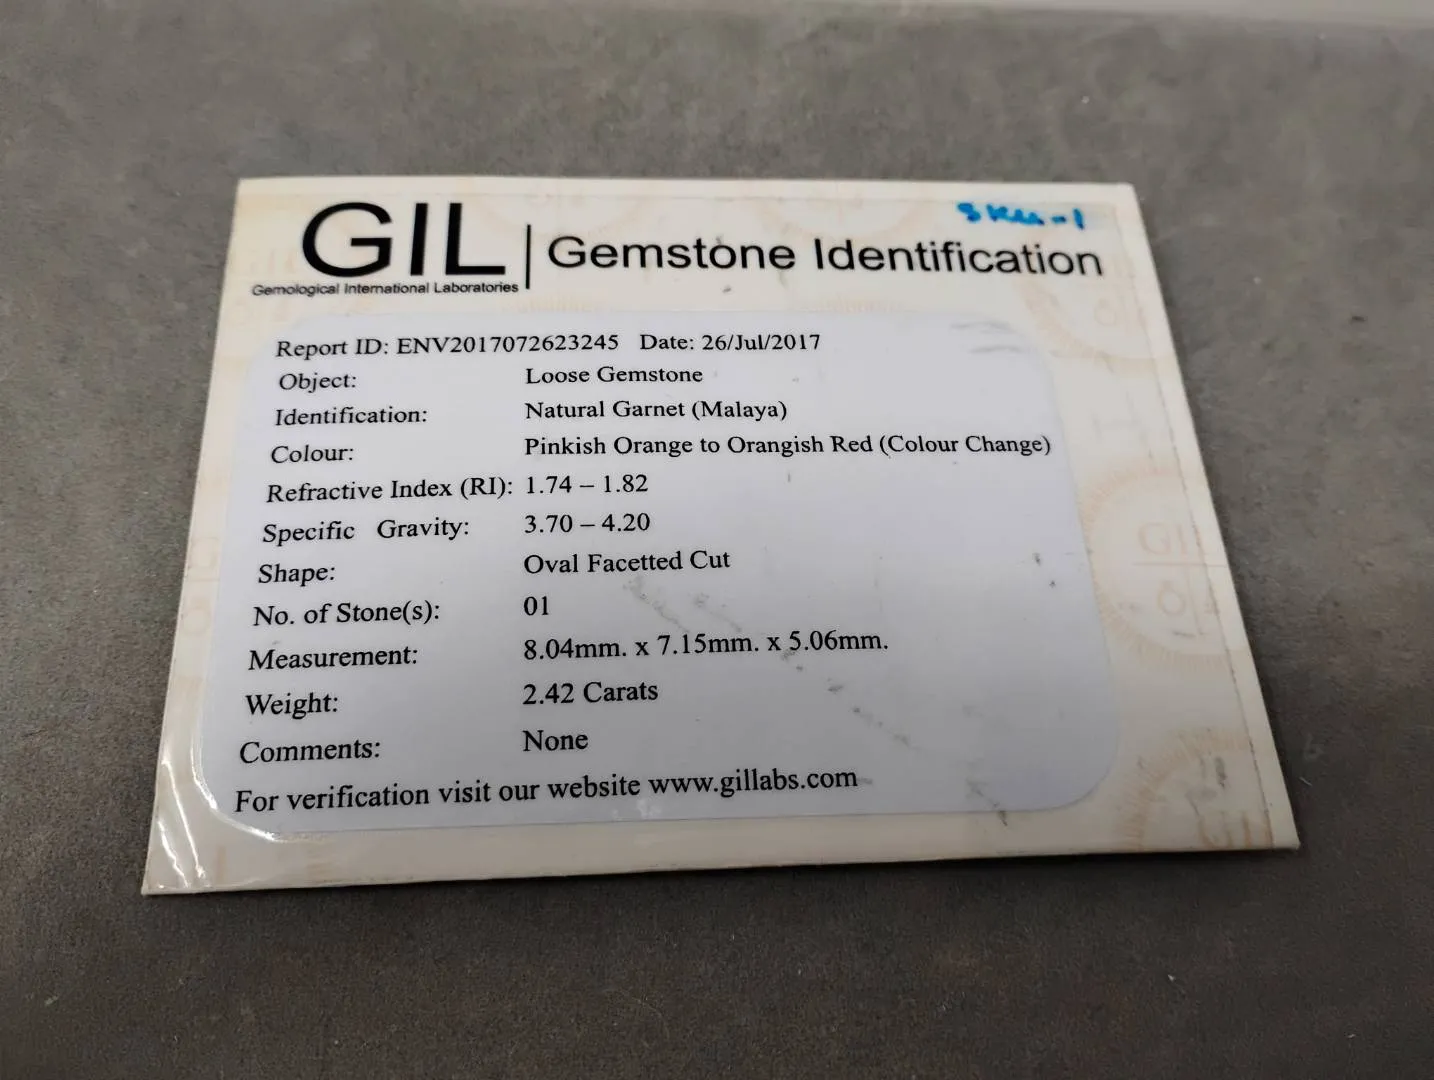 GIL
Gemological International Laboratories
Gemstone Identification
Report ID: ENV2017072623245 Date: 26/Jul/2017
Object: Loose Gemstone
Identification: Natural Garnet (Malaya)
Colour: Pinkish Orange to Orangish Red (Colour Change)
Refractive Index (RI): 1.74 – 1.82
Specific Gravity: 3.70 – 4.20
Shape: Oval Facetted Cut
No. of Stone(s): 01
Measurement: 8.04mm. x 7.15mm. x 5.06mm.
Weight: 2.42 Carats
Comments: None
For verification visit our website www.gillabs.com